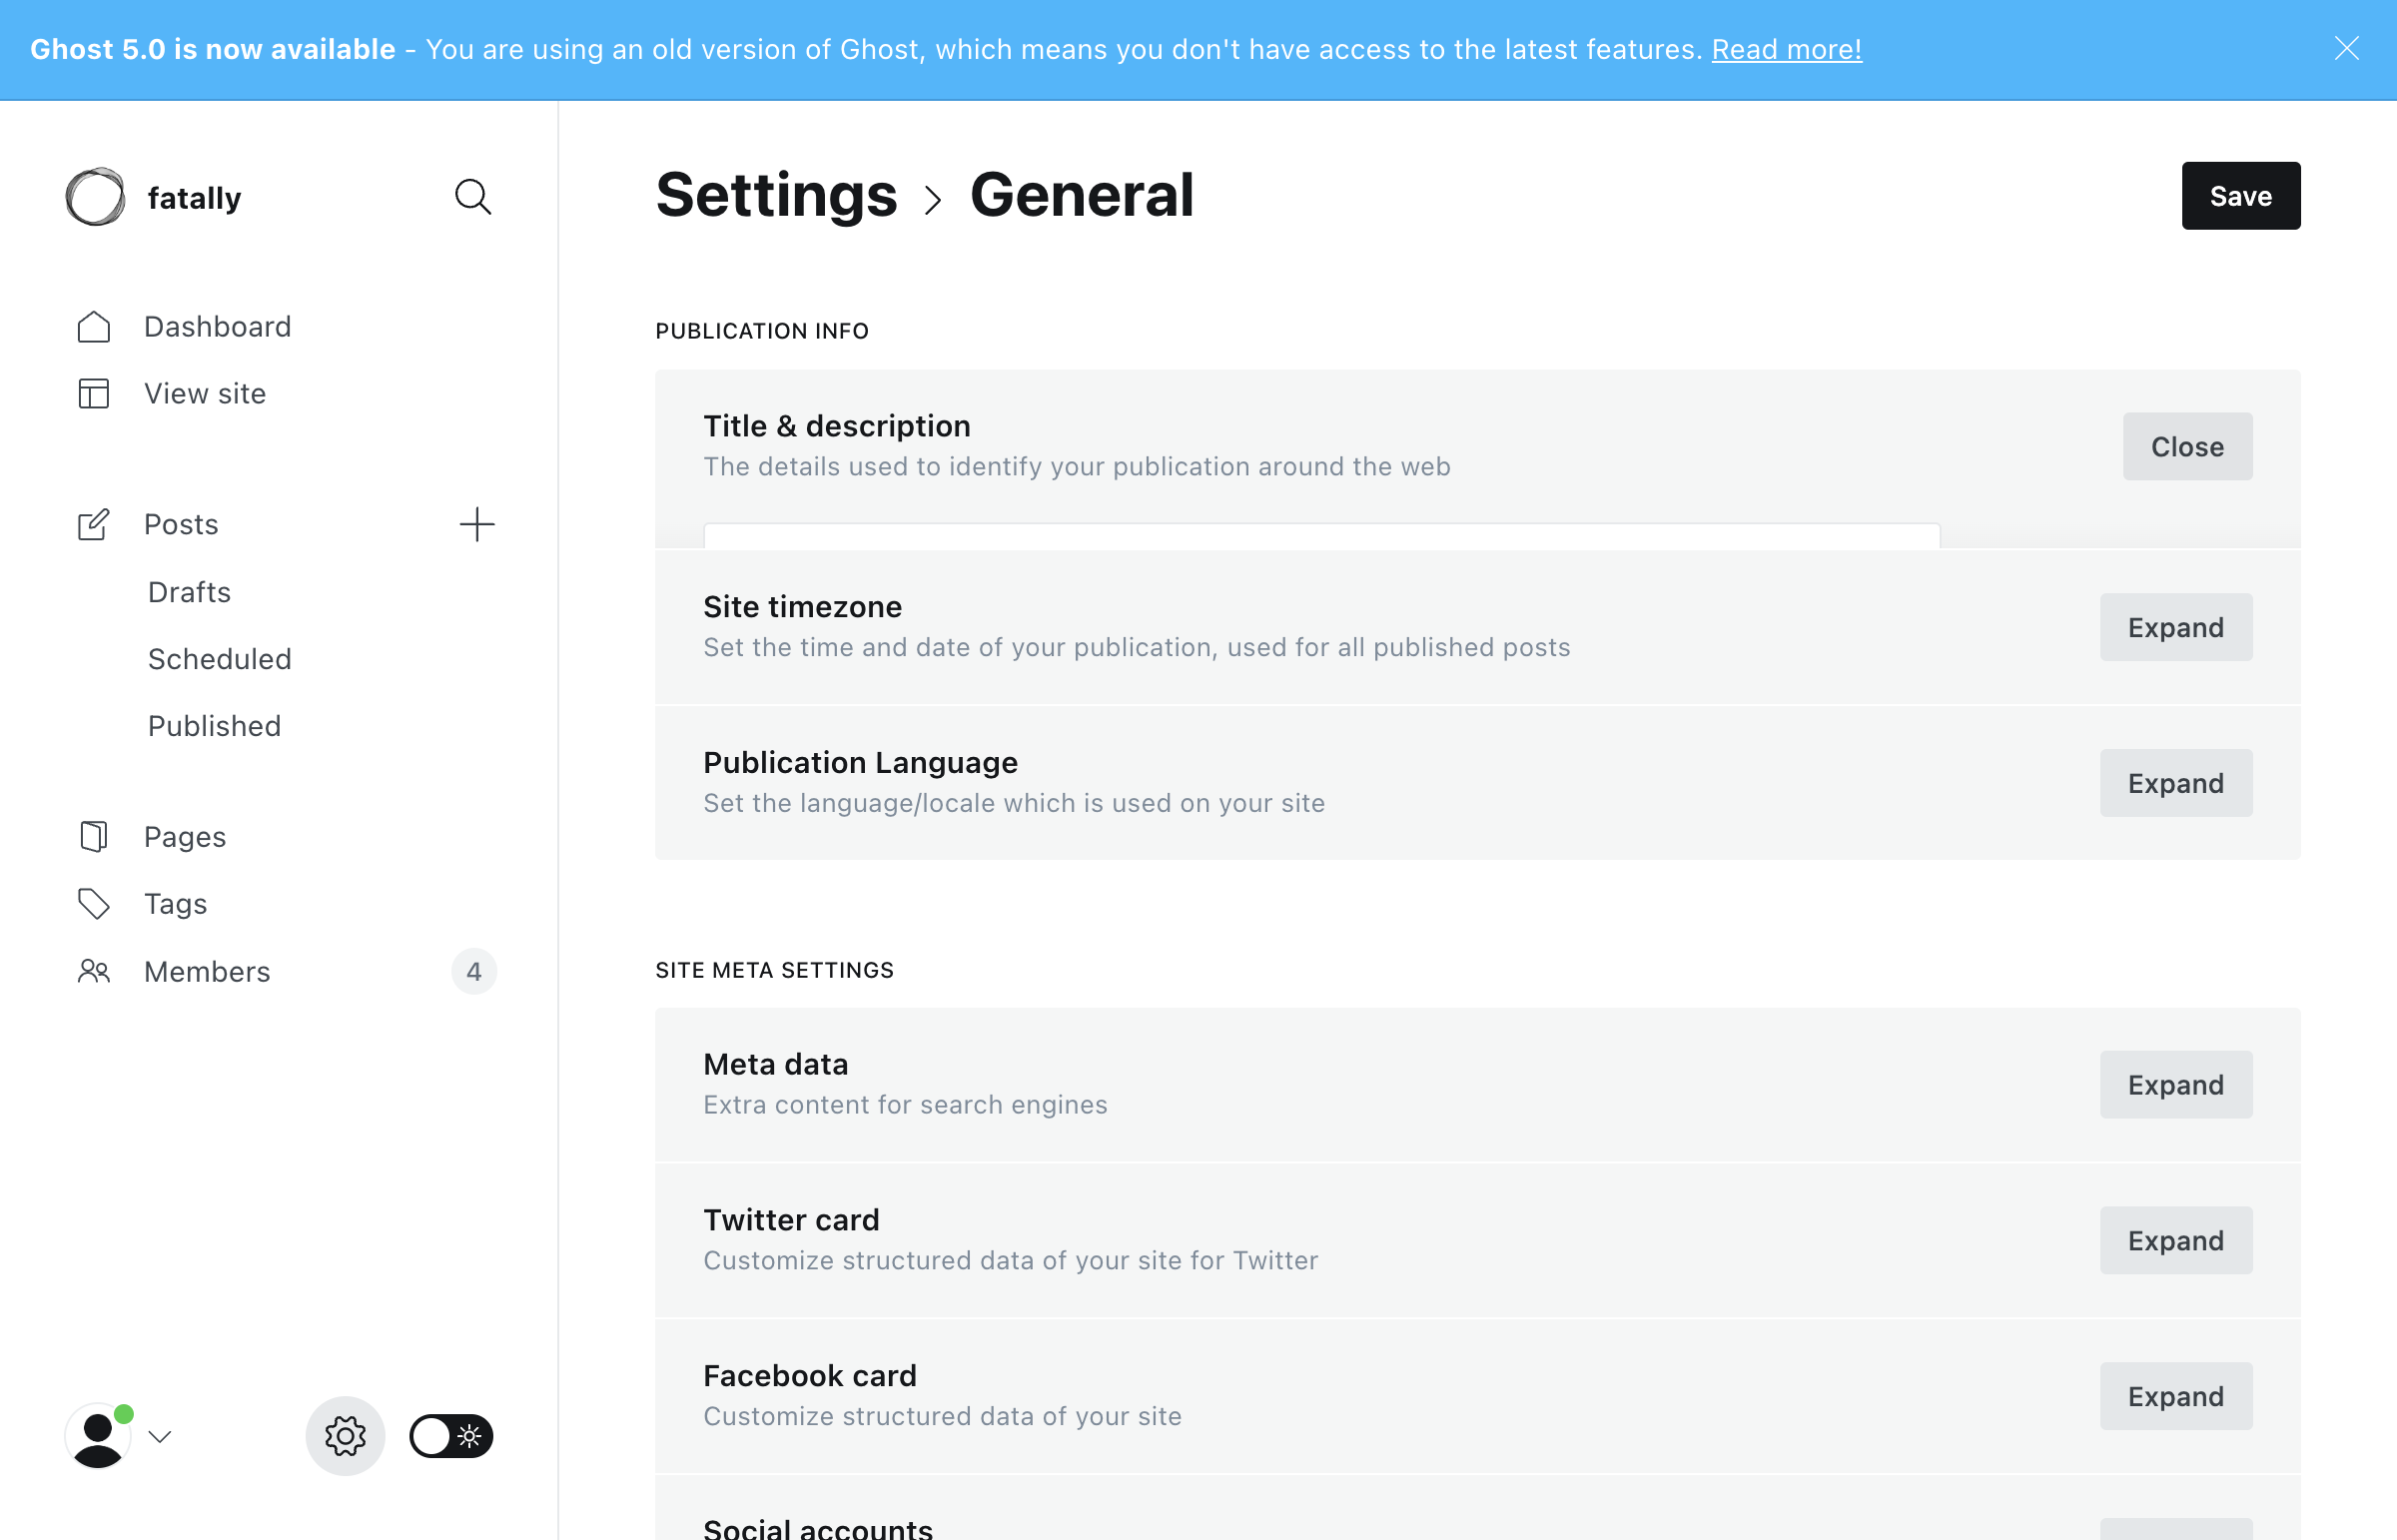 Ghost 5.0 is now available - You are using an old version of Ghost, which means you don't have access to the latest features. Read more!
fatally
Dashboard
View site
Posts
Drafts
Scheduled
Published
Pages
Tags
Members 4
Settings > General
Save
PUBLICATION INFO
Title & description
The details used to identify your publication around the web
Close
Site timezone
Set the time and date of your publication, used for all published posts
Expand
Publication Language
Set the language/locale which is used on your site
Expand
SITE META SETTINGS
Meta data
Extra content for search engines
Expand
Twitter card
Customize structured data of your site for Twitter
Expand
Facebook card
Customize structured data of your site
Expand
Social accounts